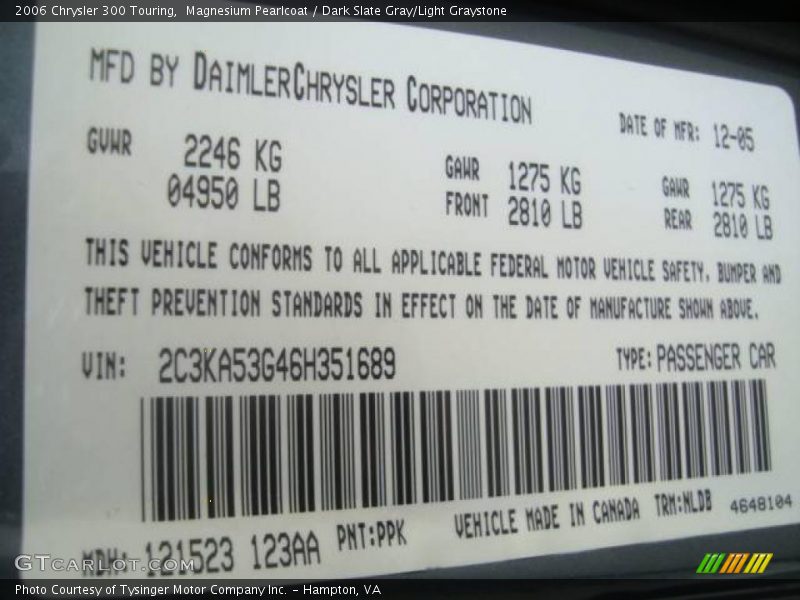 2006 Chrysler 300 Touring,  Magnesium Pearlcoat / Dark Slate Gray/Light Graystone
MFD BY DAIMLERCHRYSLER CORPORATION
DATE OF MFR: 12-05
GVWR 2246 KG
04950 LB
GAWR 1275 KG
FRONT 2810 LB
GAWR 1275 KG
REAR 2810 LB
THIS VEHICLE CONFORMS TO ALL APPLICABLE FEDERAL MOTOR VEHICLE SAFETY, BUMPER AND
THEFT PREVENTION STANDARDS IN EFFECT ON THE DATE OF MANUFACTURE SHOWN ABOVE.
VIN: 2C3KA53G46H351689
TYPE: PASSENGER CAR
MDH: 121523 123AA PNT:PPK VEHICLE MADE IN CANADA TRM:NLDB 4648104
GTcarlot.com
Photo Courtesy of Tysinger Motor Company Inc. – Hampton, VA